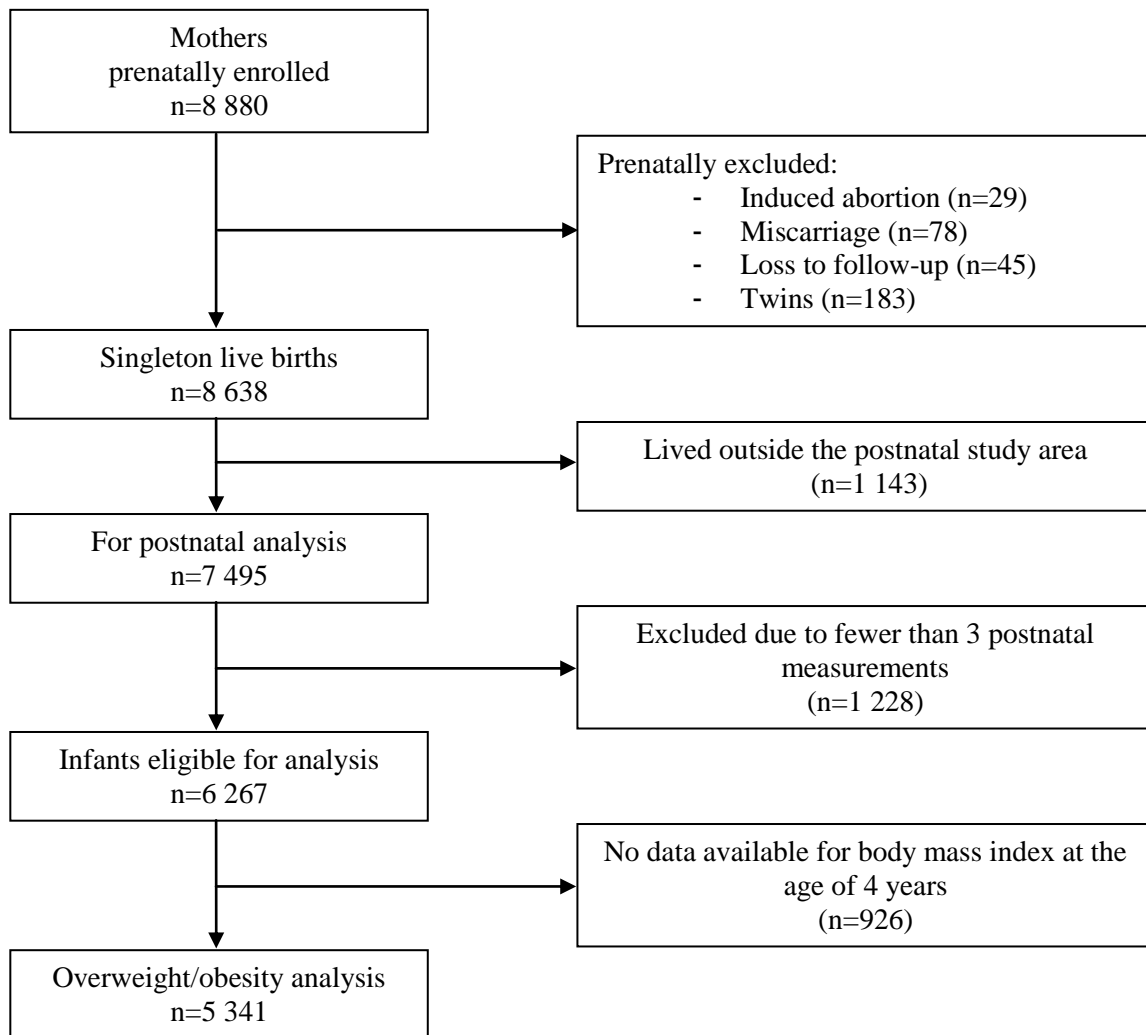 Mothers
prenatally enrolled
n=8 880
Prenatally excluded:
- Induced abortion (n=29)
- Miscarriage (n=78)
- Loss to follow-up (n=45)
- Twins (n=183)
Singleton live births
n=8 638
Lived outside the postnatal study area
(n=1 143)
For postnatal analysis
n=7 495
Excluded due to fewer than 3 postnatal
measurements
(n=1 228)
Infants eligible for analysis
n=6 267
No data available for body mass index at the
age of 4 years
(n=926)
Overweight/obesity analysis
n=5 341